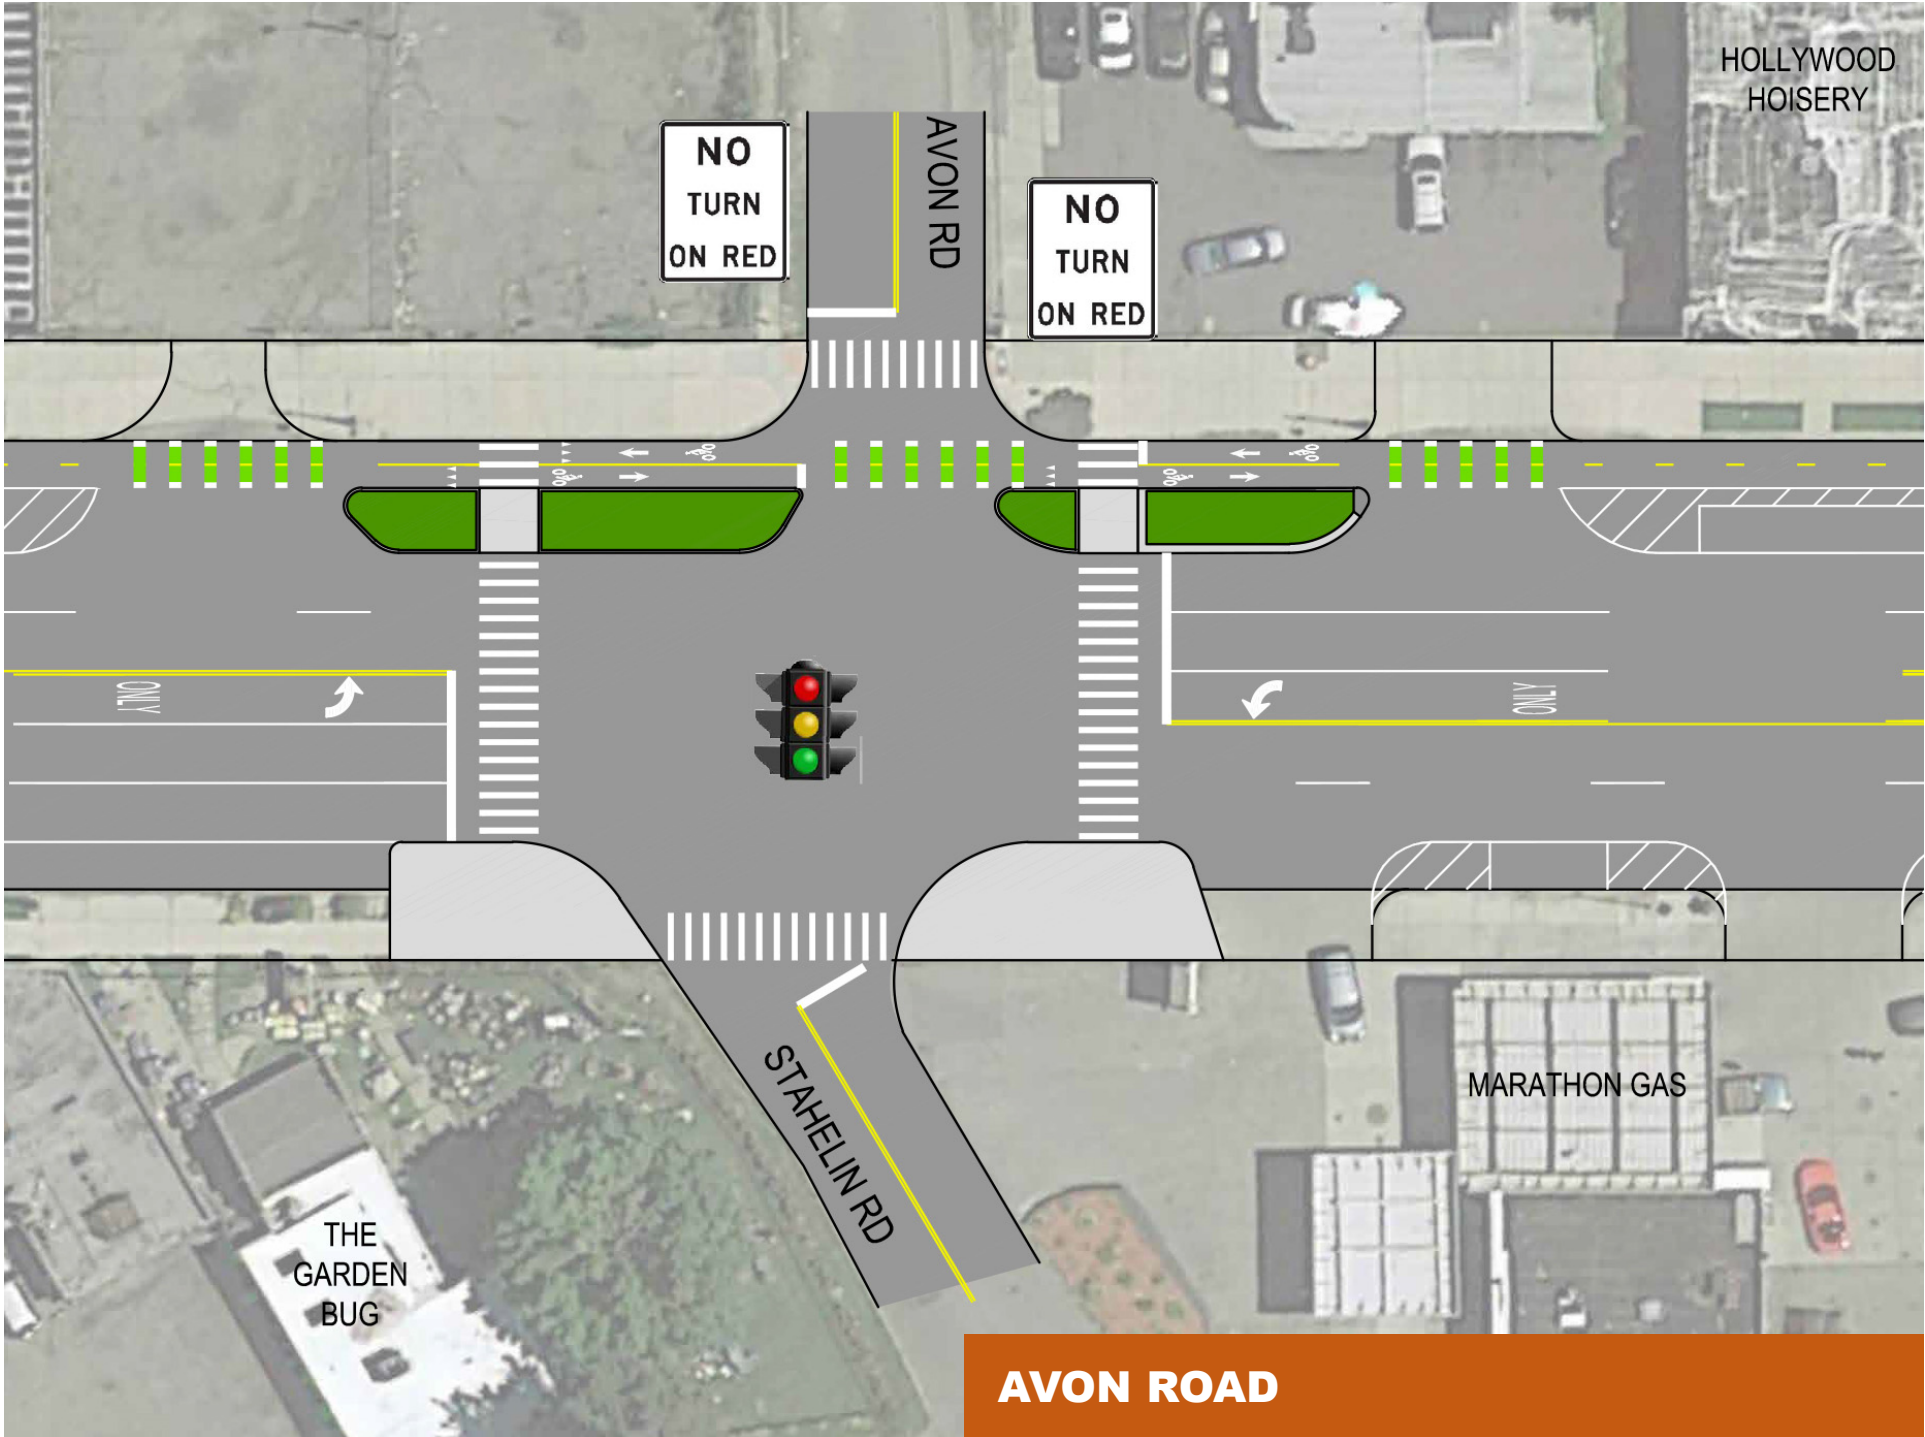 HOLLYWOOD
HOISERY
NO
TURN
ON RED
AVON RD
NO
TURN
ON RED
ONLY
ONLY
STAHELIN RD
MARATHON GAS
THE
GARDEN
BUG
AVON ROAD